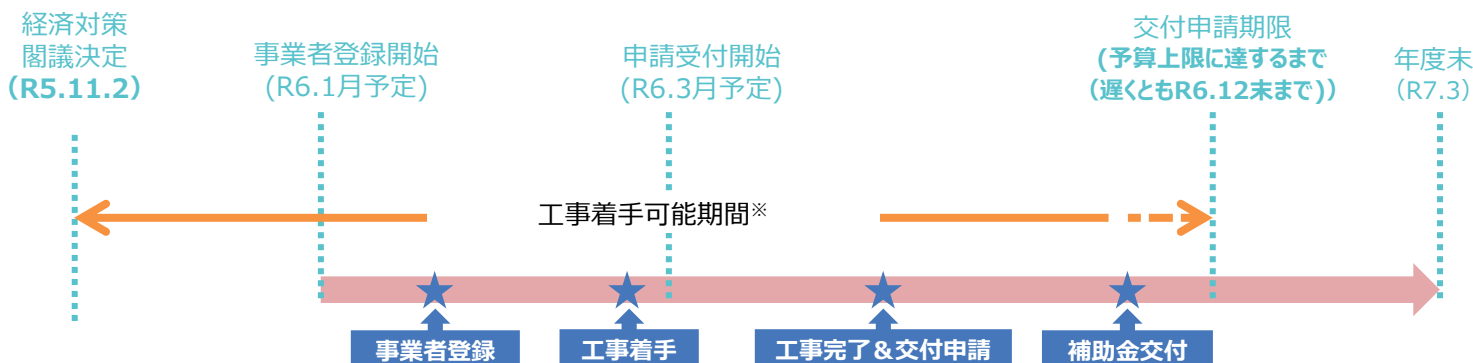 経済対策
閣議決定
（R5.11.2）
事業者登録開始
(R6.1月予定)
申請受付開始
(R6.3月予定)
交付申請期限
(予算上限に達するまで
（遅くともR6.12末まで))
年度末
（R7.3）
工事着手可能期間※
事業者登録
工事着手
工事完了＆交付申請
補助金交付